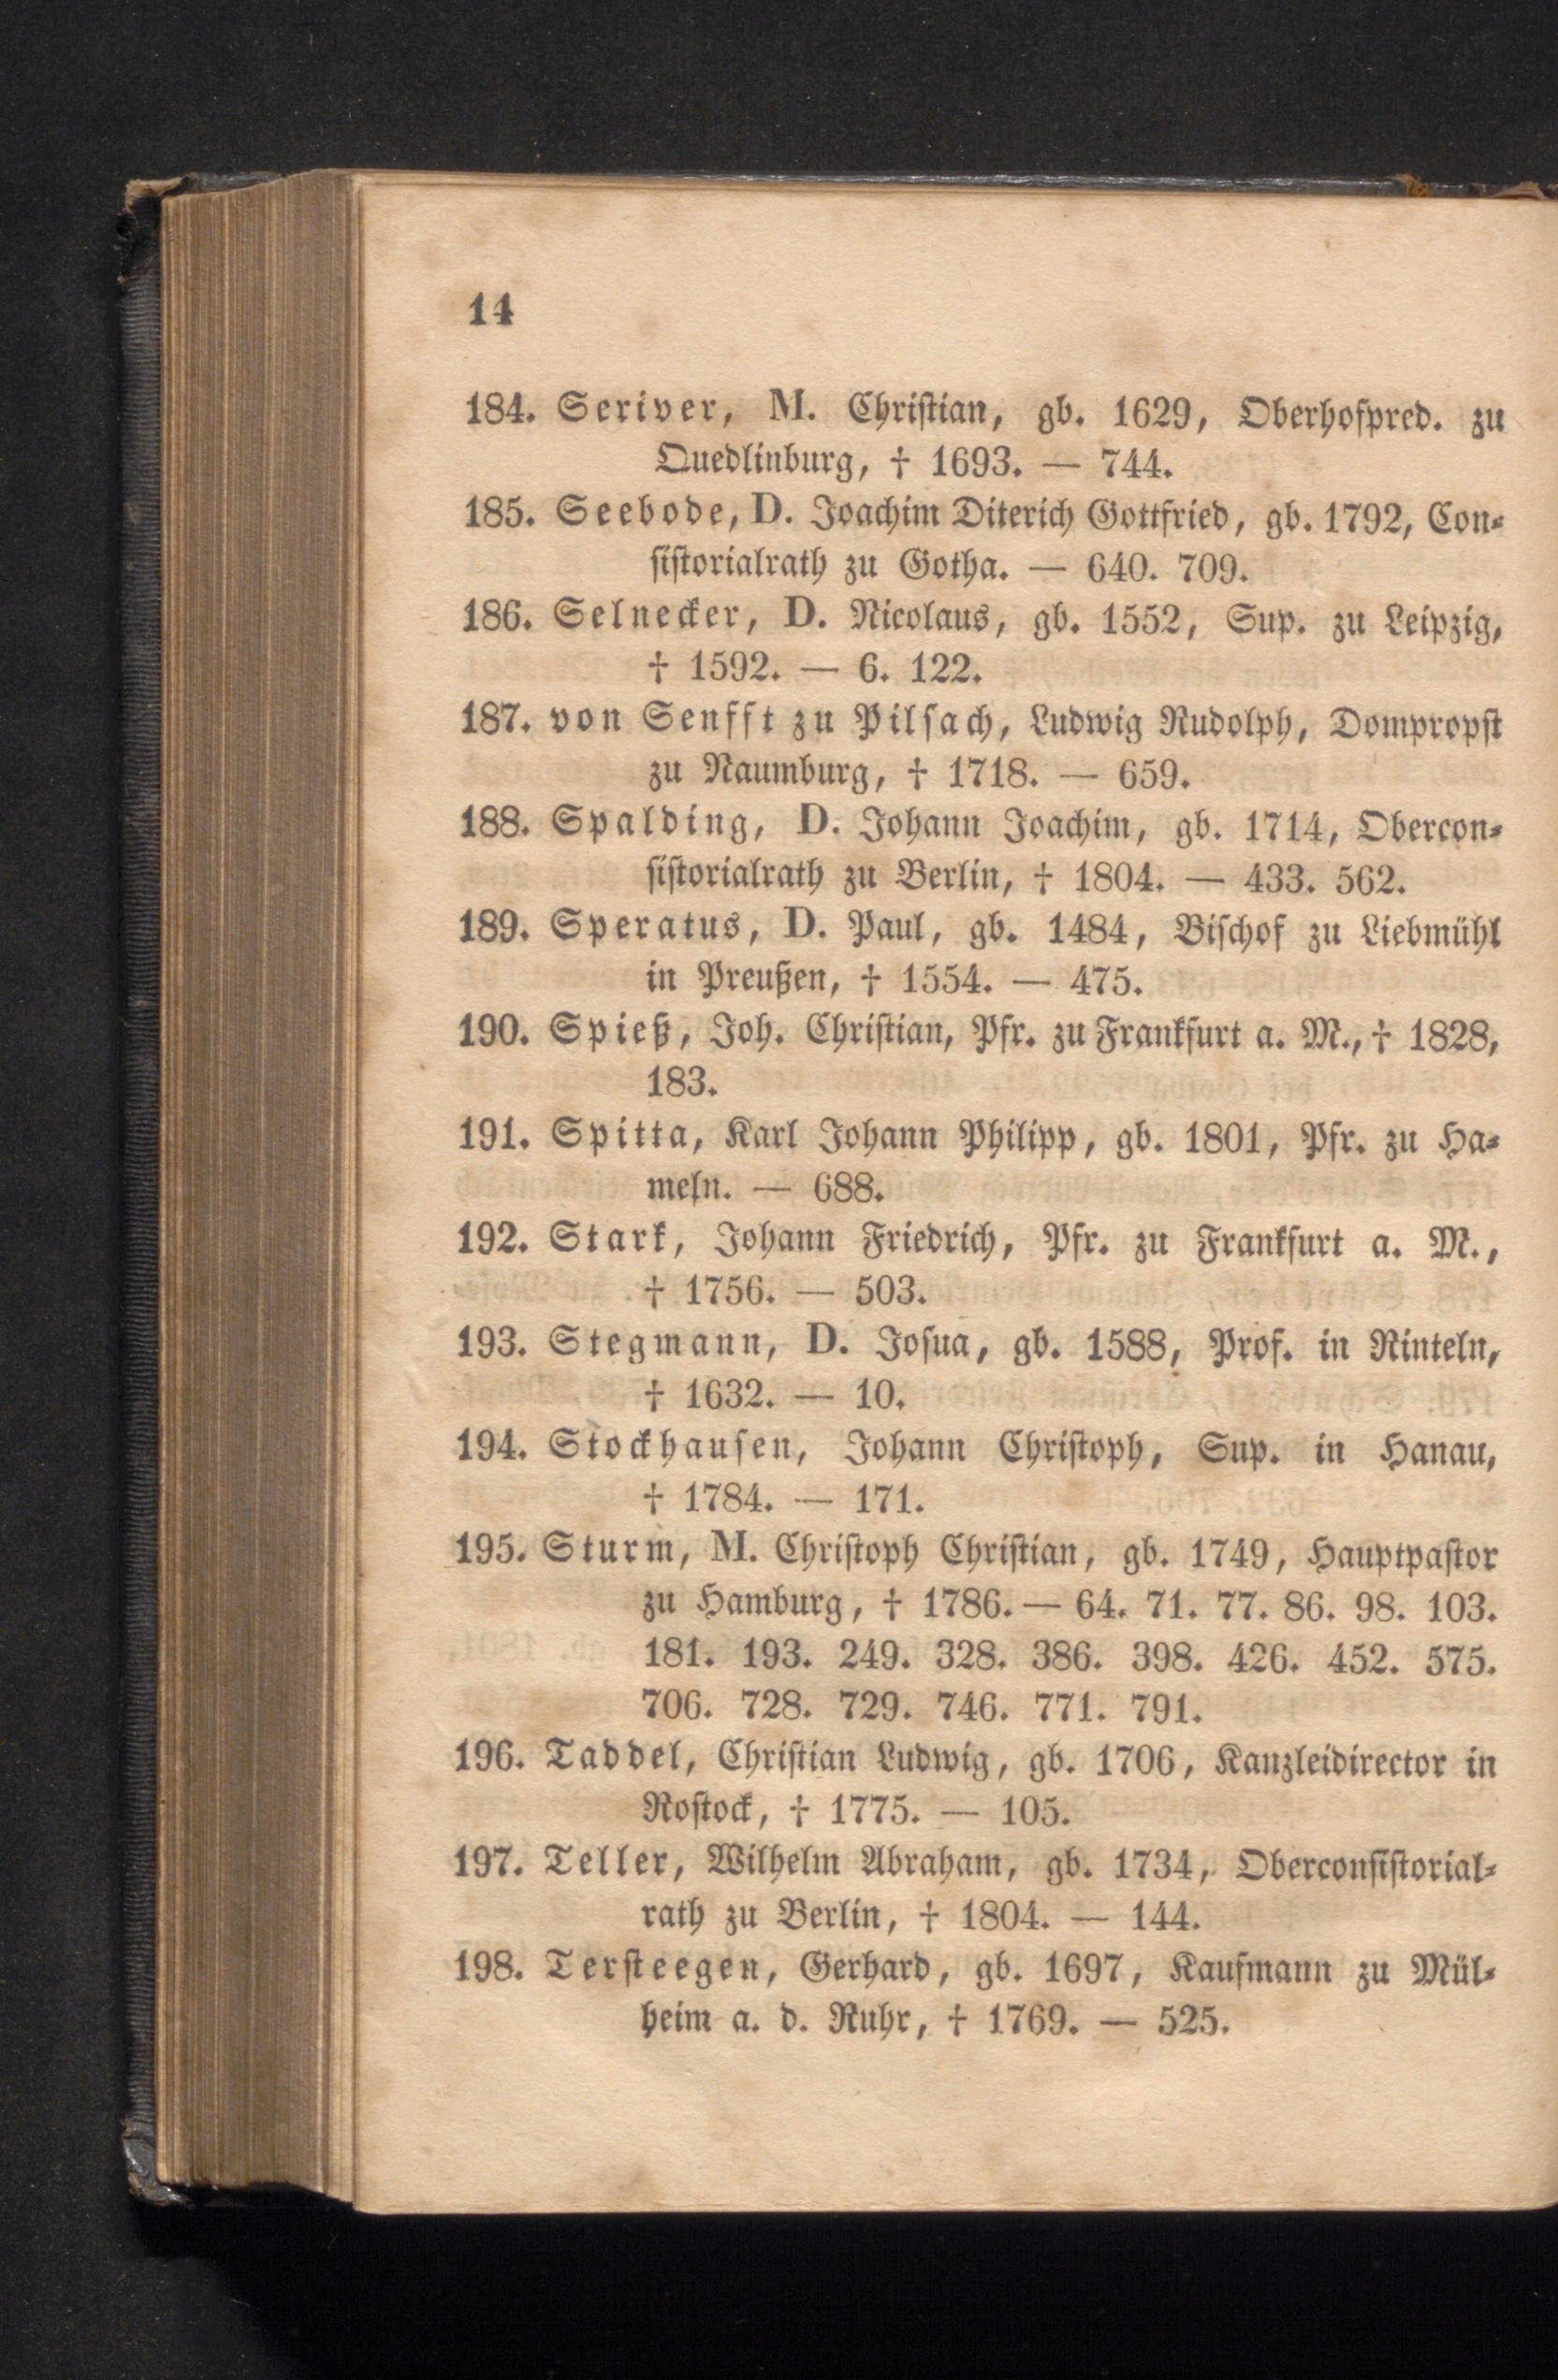 14
184. Scriver, M. Christian, gb. 1629, Oberhofpred. zu
Quedlinburg, † 1693. — 744.
185. Seebode, D. Joachim Diterich Gottfried, gb. 1792, Con-
sistorialrath zu Gotha. — 640. 709.
186. Selnecker, D. Nicolaus, gb. 1552, Sup. zu Leipzig,
† 1592. — 6. 122.
187. von Senfft zu Pilsach, Ludwig Rudolph, Dompropst
zu Naumburg, † 1718. — 659.
188. Spalding, D. Johann Joachim, gb. 1714, Obercon-
sistorialrath zu Berlin, † 1804. — 433. 562.
189. Speratus, D. Paul, gb. 1484, Bischof zu Liebmühl
in Preußen, † 1554. — 475.
190. Spieß, Joh. Christian, Pfr. zu Frankfurt a. M., † 1828,
183.
191. Spitta, Karl Johann Philipp, gb. 1801, Pfr. zu Ha-
meln. — 688.
192. Stark, Johann Friedrich, Pfr. zu Frankfurt a. M.,
† 1756. — 503.
193. Stegmann, D. Josua, gb. 1588, Prof. in Rinteln,
† 1632. — 10.
194. Stockhausen, Johann Christoph, Sup. in Hanau,
† 1784. — 171.
195. Sturm, M. Christoph Christian, gb. 1749, Hauptpastor
zu Hamburg, † 1786. — 64. 71. 77. 86. 98. 103.
181. 193. 249. 328. 386. 398. 426. 452. 575.
706. 728. 729. 746. 771. 791.
196. Taddel, Christian Ludwig, gb. 1706, Kanzleidirector in
Rostock, † 1775. — 105.
197. Teller, Wilhelm Abraham, gb. 1734, Oberconsistorial-
rath zu Berlin, † 1804. — 144.
198. Tersteegen, Gerhard, gb. 1697, Kaufmann zu Mül-
heim a. d. Ruhr, † 1769. — 525.